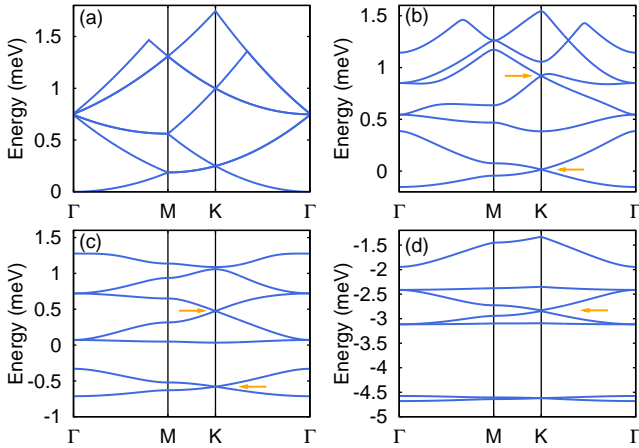 (a)
Energy (meV)
1.5
1
0.5
0
Γ M K Γ
(b)
Energy (meV)
1.5
1
0.5
0
Γ M K Γ
(c)
Energy (meV)
1.5
1
0.5
0
-0.5
-1
Γ M K Γ
(d)
Energy (meV)
-1.5
-2
-2.5
-3
-3.5
-4
-4.5
-5
Γ M K Γ